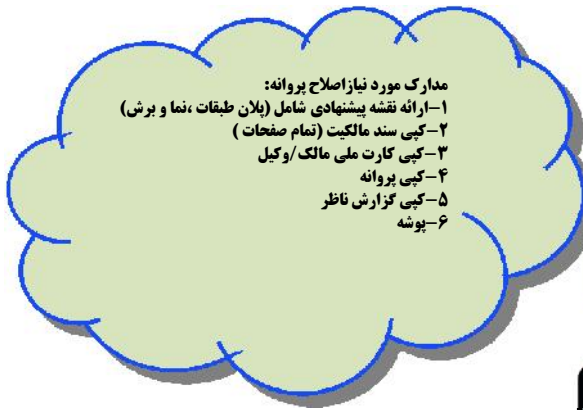 مدارک مورد نیازاصلاح پروانه:
۱-ارائه نقشه پیشنهادی شامل (پلان طبقات ،نما و برش)
۲-کپی سند مالکیت (تمام صفحات )
۳-کپی کارت ملی مالک/وکیل
۴-کپی پروانه
۵-کپی گزارش ناظر
۶-پوشه